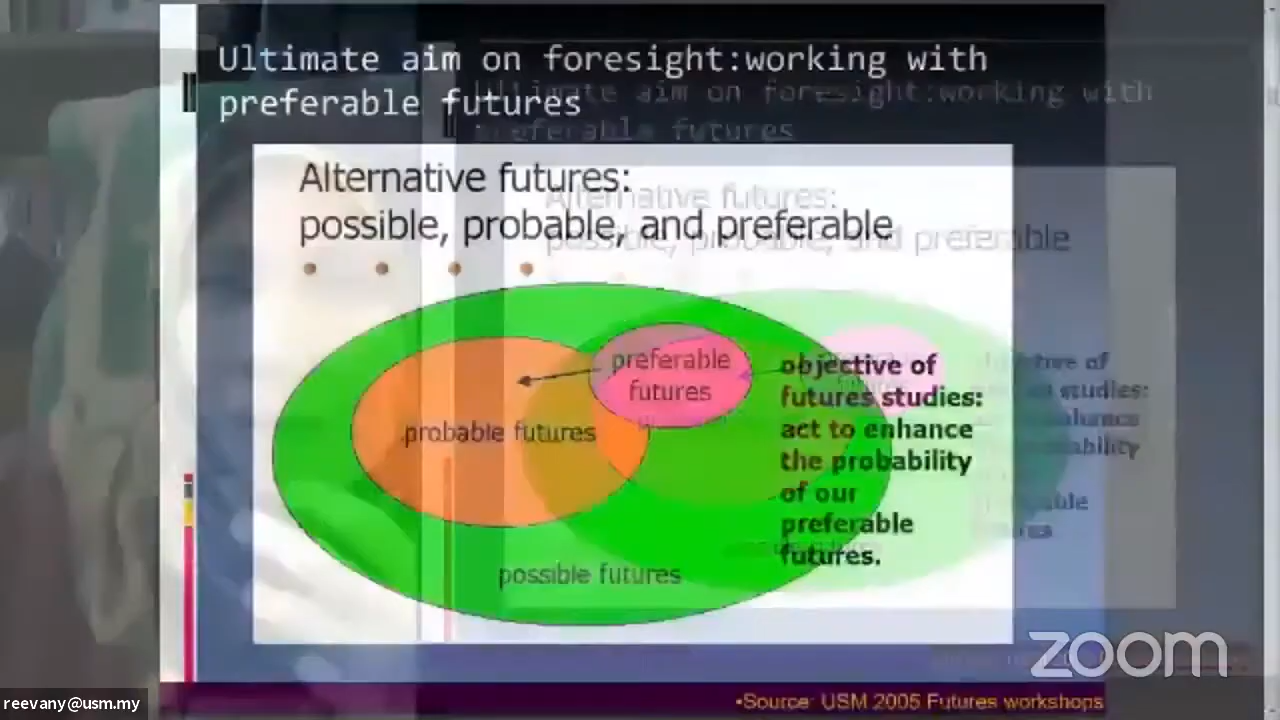 Ultimate aim on foresight:working with
preferable futures
Alternative futures:
possible, probable, and preferable
preferable
futures
probable futures
possible futures
objective of
futures studies:
act to enhance
the probability
of our
preferable
futures.
zoom
reevany@usm.my
•Source: USM 2005 Futures workshops